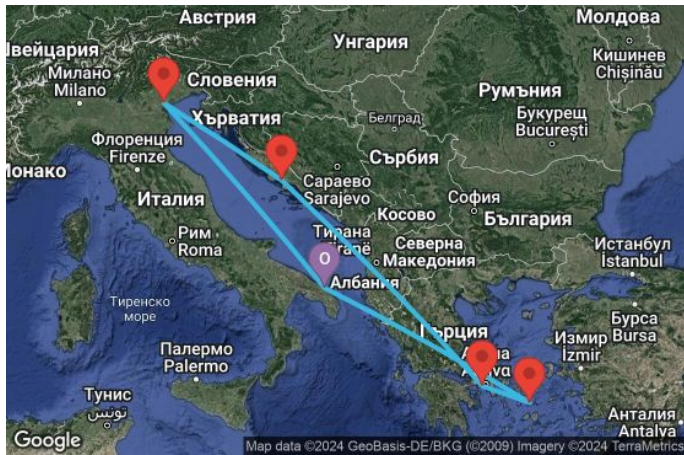 Австрия
Молдова
Швейцария
Унгария
Кишинев
Chișinău
Милано
Milano
Словения
Румъния
Хърватия
Белград
Букурещ
București
Флоренция
Firenze
Монако
Сърбия
Сараево
Sarajevo
Италия
София
Косово
България
Рим
Roma
Тирана
Северна
Македония
Истанбул
İstanbul
O
Албания
Тиренско
море
Бурса
Bursa
Гърция
Измир
İzmir
Палермо
Palermo
Тунис
تونس
Анталия
Antalya
Google
Map data ©2024 GeoBasis-DE/BKG (©2009) Imagery ©2024 TerraMetrics